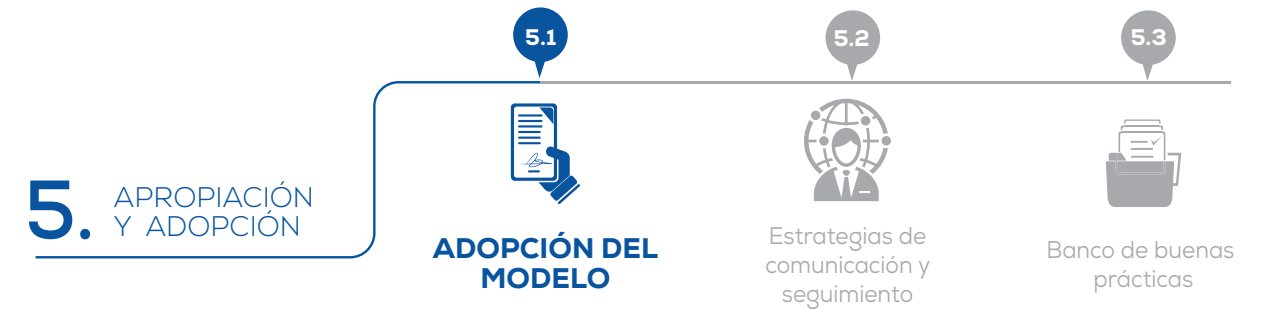 5.1
5.2
5.3
5.
APROPIACIÓN
Y ADOPCIÓN
ADOPCIÓN DEL
MODELO
Estrategias de
comunicación y
seguimiento
Banco de buenas
prácticas